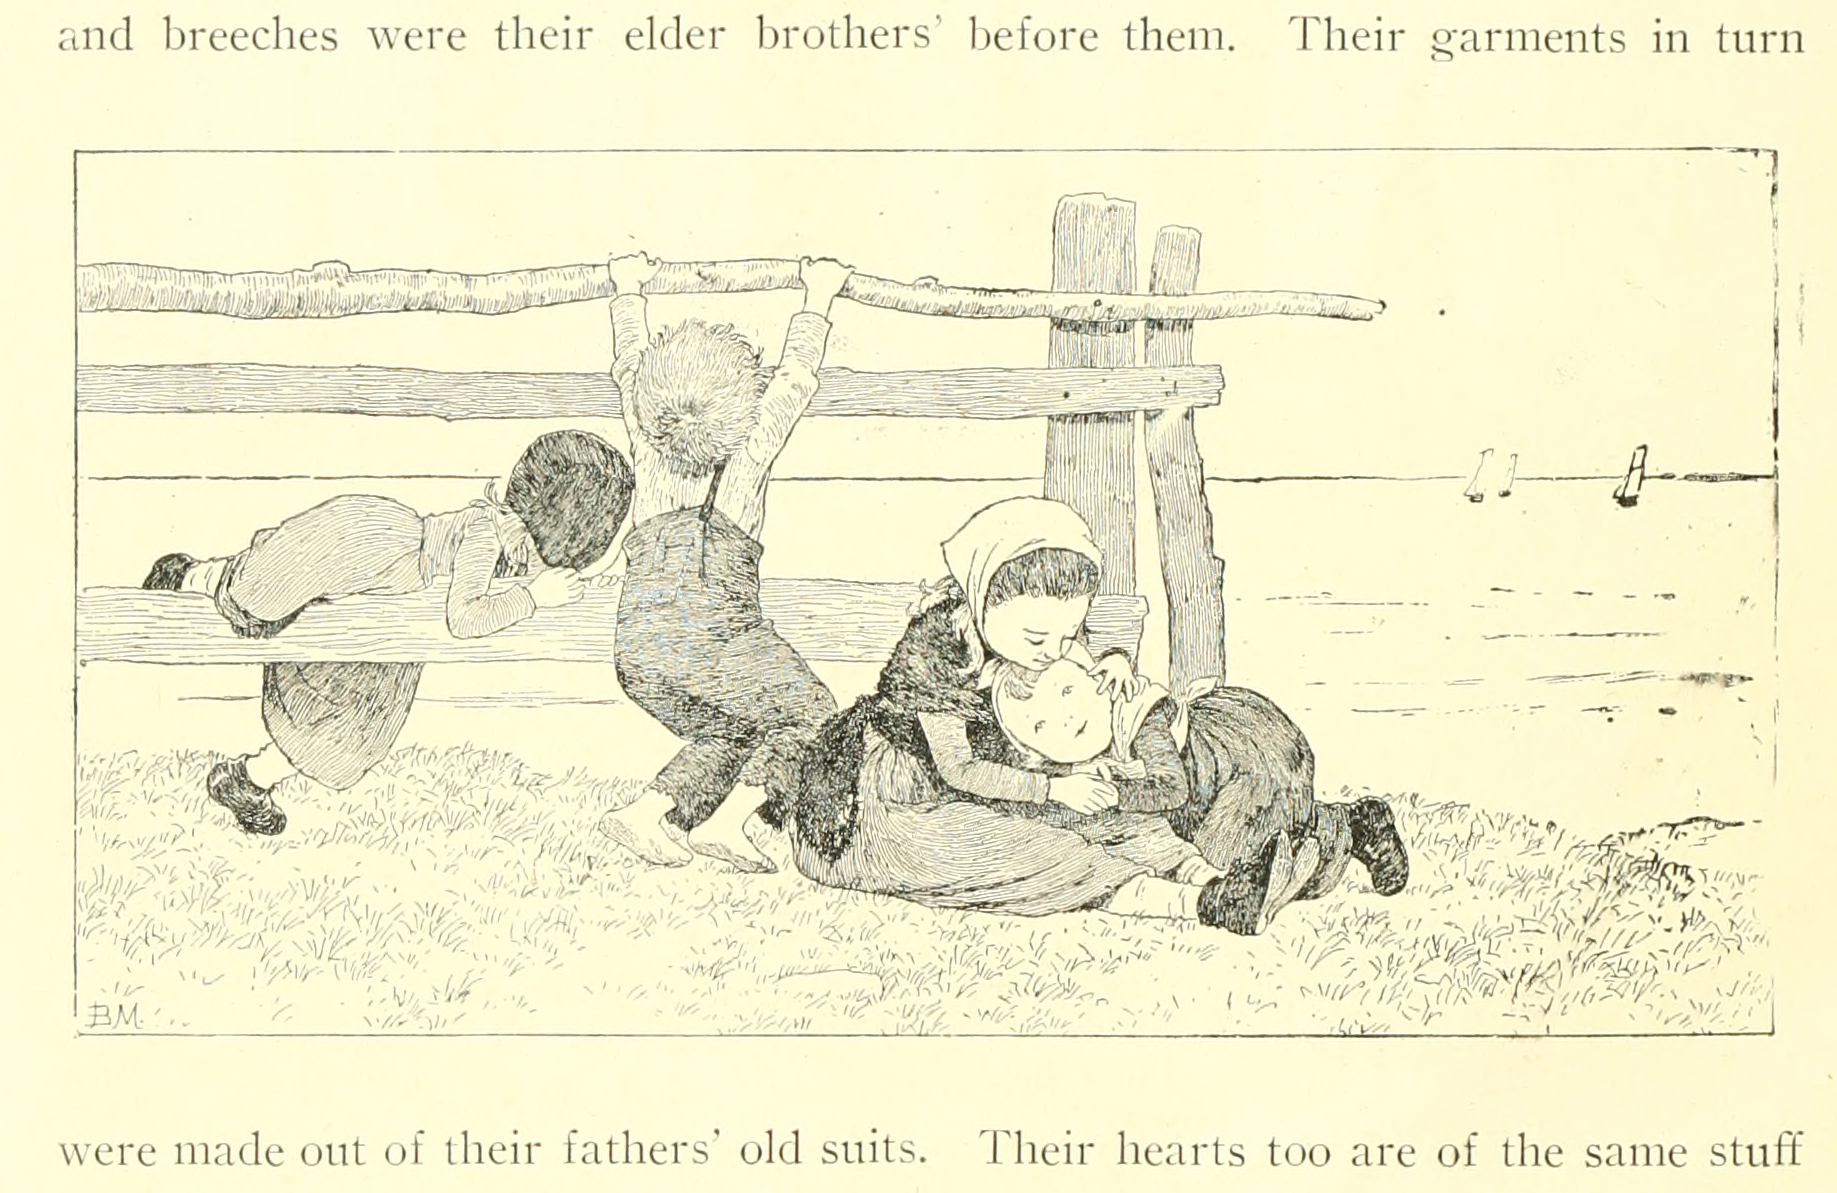 and breeches were their elder brothers' before them. Their garments in turn
BM.
were made out of their fathers' old suits. Their hearts too are of the same stuff